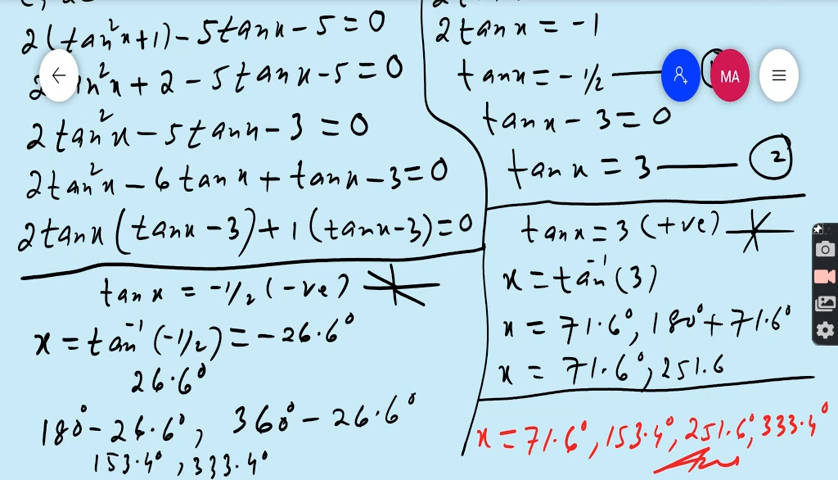 2(tan²x+1)-5tanx-5=0
n²x+2-5tanx-5=0
2tan²x-5tanx-3=0
2tan²x-6tanx+tanx-3=0
2tanx(tanx-3)+1(tanx-3)=0
tanx=-1/2(-ve)
x=tan⁻¹(-1/2)=-26.6°
26.6°
180°-26.6°, 360°-26.6°
153.4°, 333.4°
2tanx=-1
tanx=-1/2
MA
tanx-3=0
tanx=3 ②
tanx=3(+ve)
x=tan⁻¹(3)
x=71.6°, 180°+71.6°
x=71.6°, 251.6
x=71.6°, 153.4°, 251.6°, 333.4°